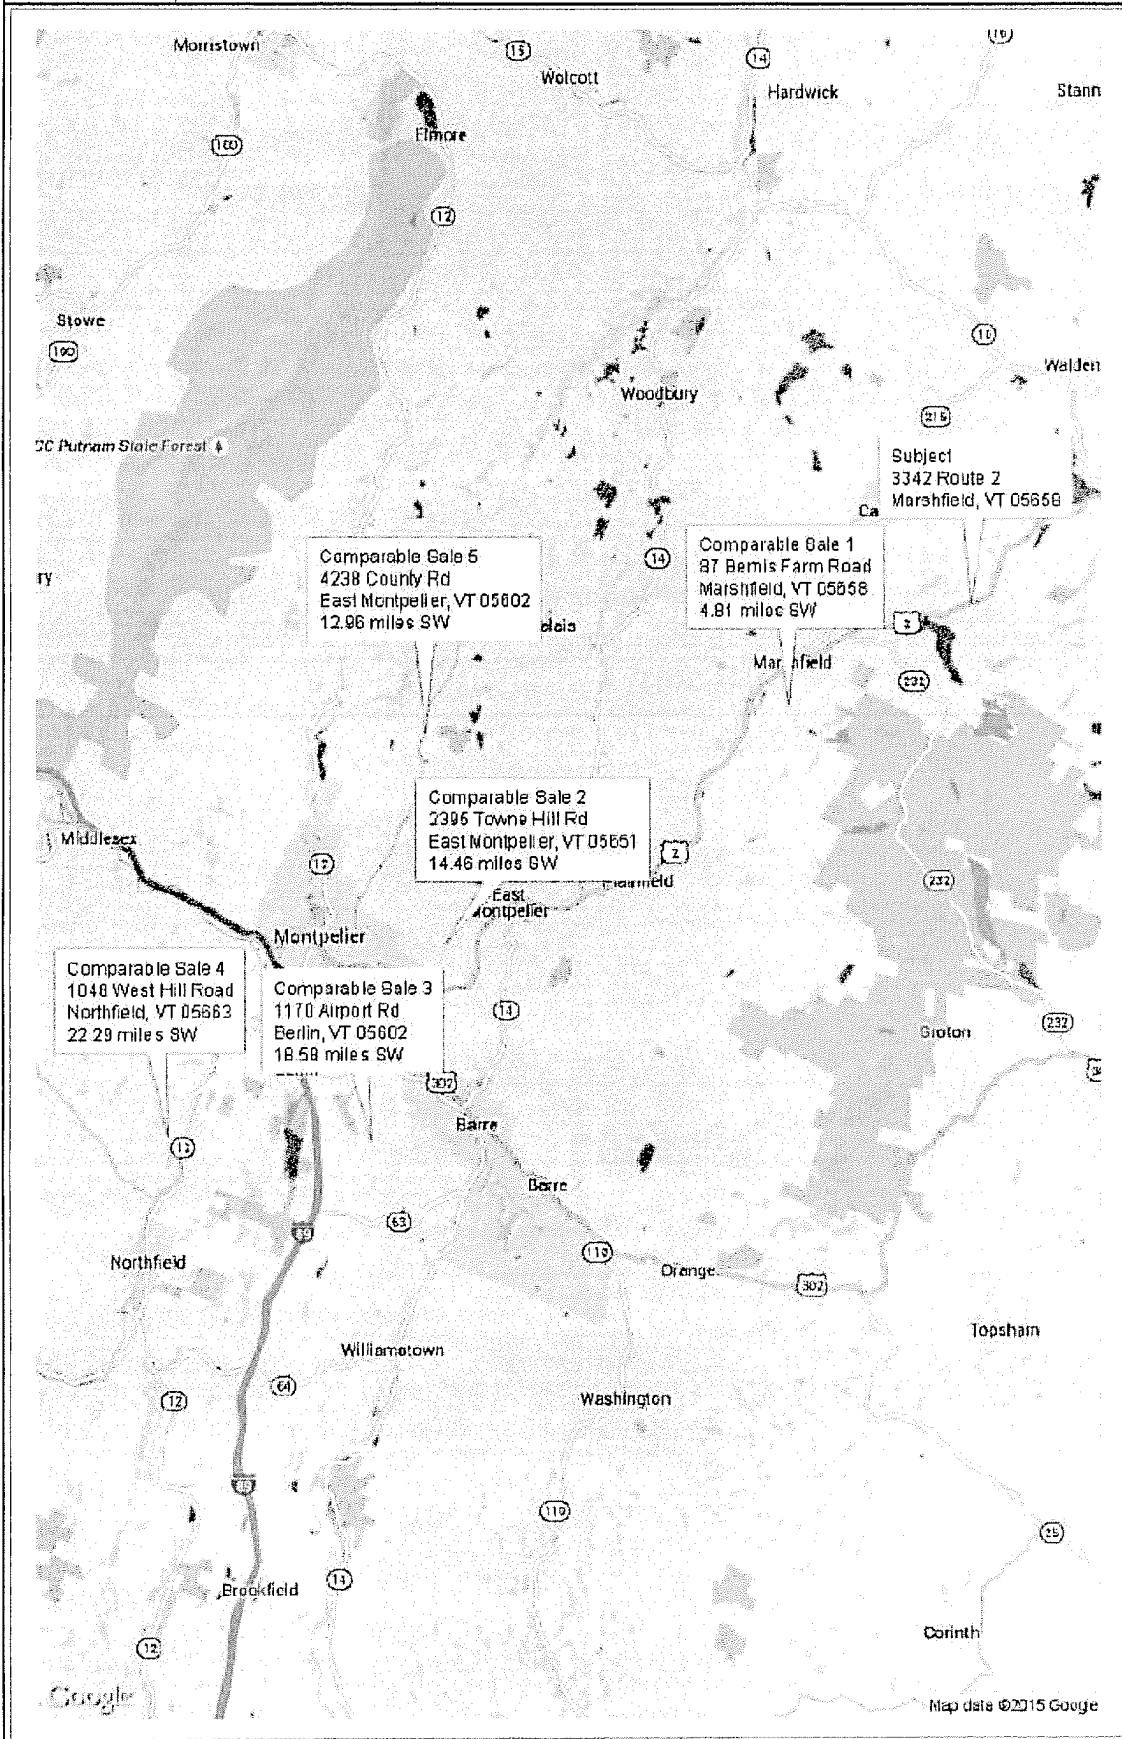 Morristown
15
Wolcott
14
Hardwick
16
Stann
100
Elmore
12
Stowe
100
15
Walden
Woodbury
215
CC Putnam State Forest
Subject
3342 Route 2
Marshfield, VT 05658
Ca
Comparable Sale 5
4238 County Rd
East Montpelier, VT 05602
12.96 miles SW
14
Comparable Sale 1
87 Bemis Farm Road
Marshfield, VT 05658
4.81 miles SW
ry
2
Marshfield
232
Comparable Sale 2
2395 Towne Hill Rd
East Montpelier, VT 05651
14.46 miles SW
Middlesex
12
2
Plainfield
232
East
Montpelier
Montpelier
Comparable Sale 4
1048 West Hill Road
Northfield, VT 05663
22.29 miles SW
Comparable Sale 3
1170 Airport Rd
Berlin, VT 05602
18.58 miles SW
14
Groton
232
302
Barre
12
Barre
63
89
110
Northfield
Orange
302
Topsham
Williamstown
64
12
Washington
89
110
25
14
Brookfield
Corinth
12
Google
Map data ©2015 Google